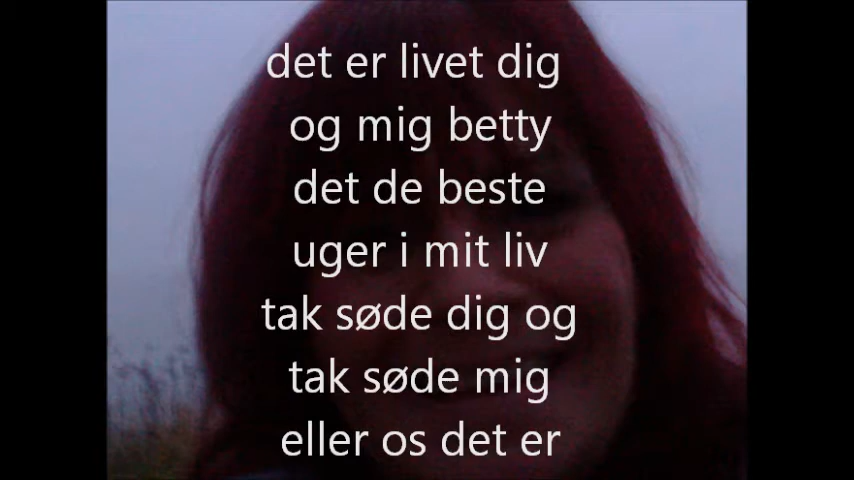 det er livet dig
og mig betty
det de beste
uger i mit liv
tak søde dig og
tak søde mig
eller os det er